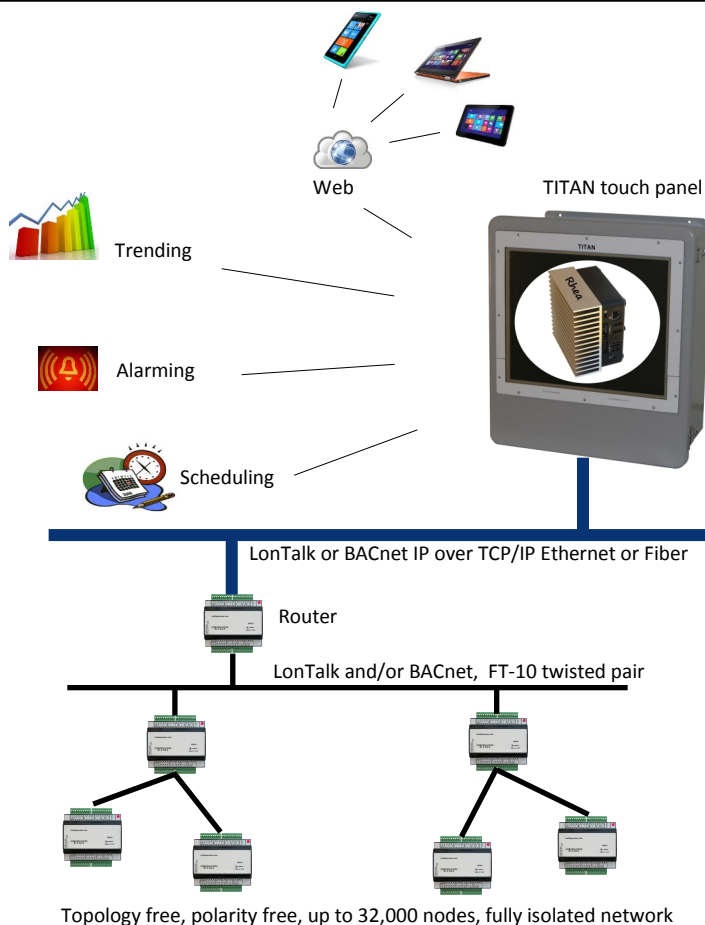 Web
TITAN touch panel
TITAN
Rhea
Trending
Alarming
Scheduling
LonTalk or BACnet IP over TCP/IP Ethernet or Fiber
Router
LonTalk and/or BACnet, FT-10 twisted pair
Topology free, polarity free, up to 32,000 nodes, fully isolated network